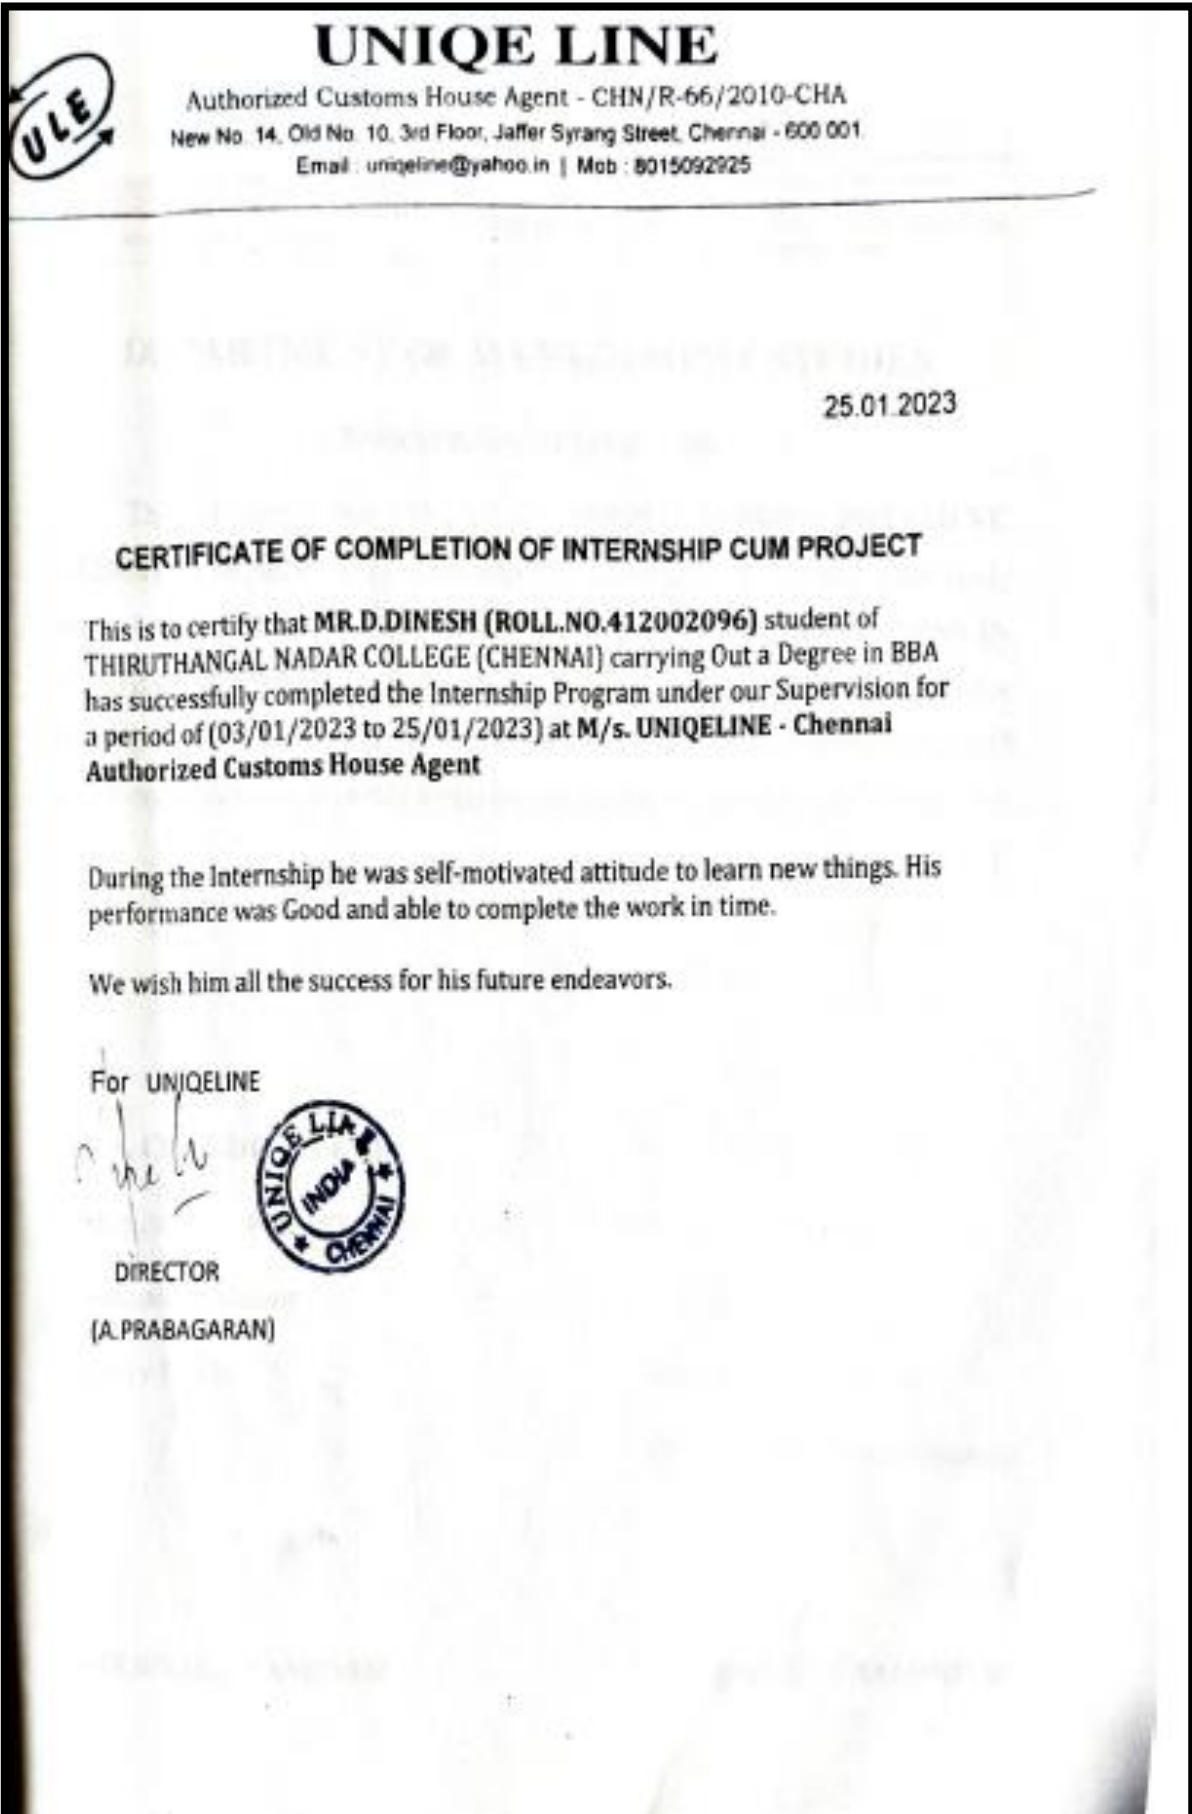 UNIQE LINE
ULE
Authorized Customs House Agent - CHN/R-66/2010-CHA
New No. 14, Old No. 10, 3rd Floor, Jaffer Syrang Street, Chennai - 600 001.
Email : uniqeline@yahoo.in | Mob : 8015092925
25.01.2023
CERTIFICATE OF COMPLETION OF INTERNSHIP CUM PROJECT
This is to certify that MR.D.DINESH (ROLL.NO.412002096) student of
THIRUTHANGAL NADAR COLLEGE (CHENNAI) carrying Out a Degree in BBA
has successfully completed the Internship Program under our Supervision for
a period of (03/01/2023 to 25/01/2023) at M/s. UNIQELINE - Chennai
Authorized Customs House Agent
During the Internship he was self-motivated attitude to learn new things. His
performance was Good and able to complete the work in time.
We wish him all the success for his future endeavors.
For UNIQELINE
UNIQE LINE
INDIA
CHENNAI
DIRECTOR
(A.PRABAGARAN)